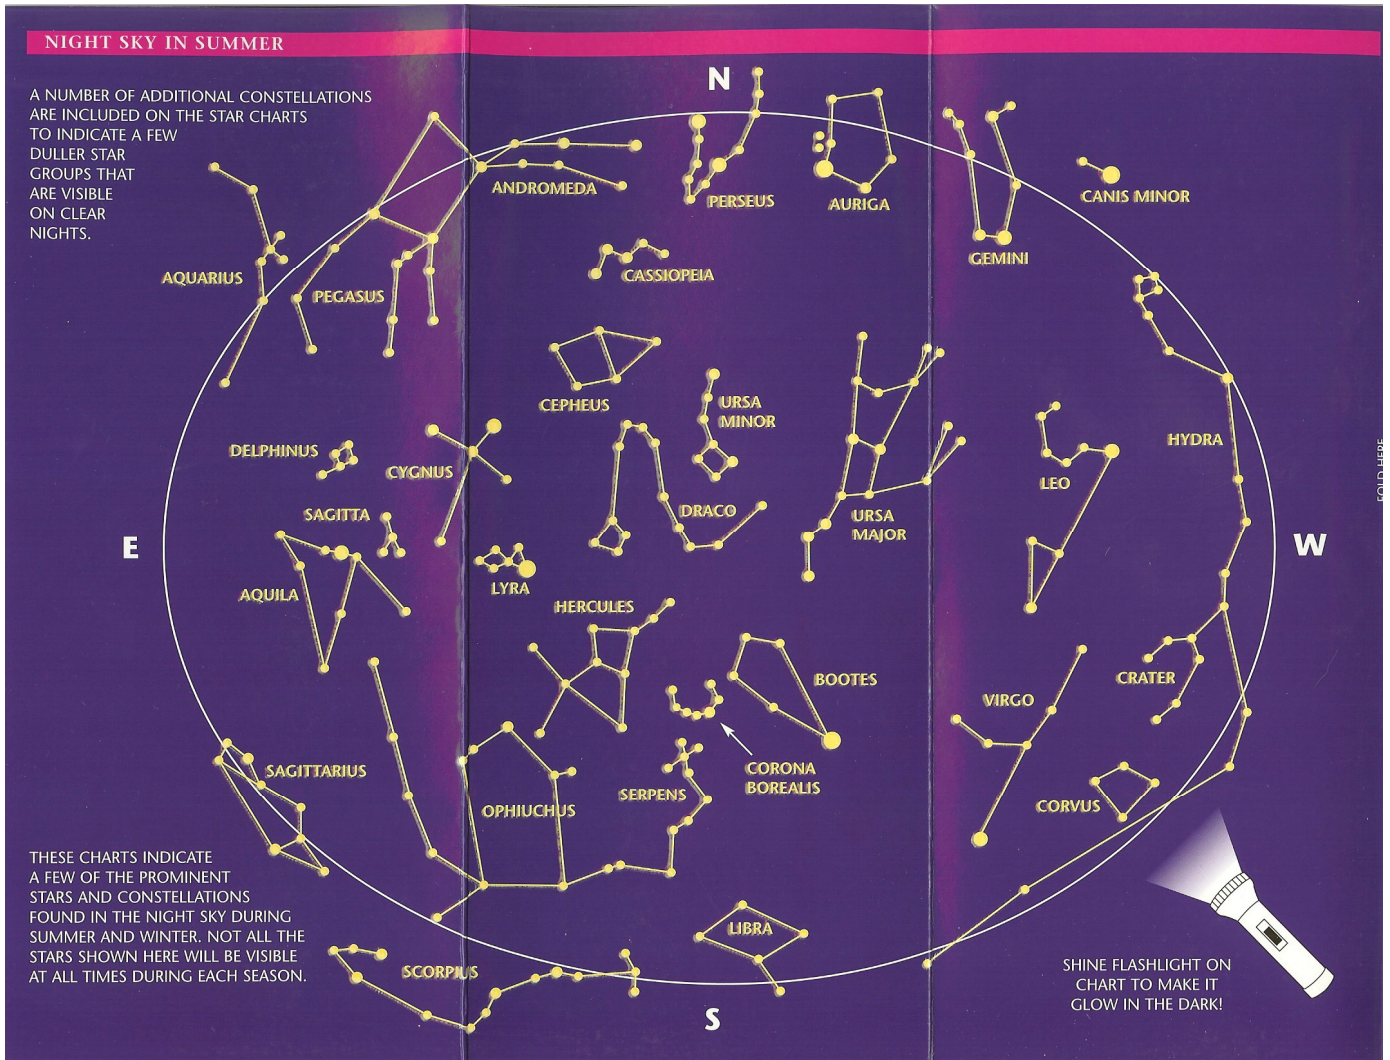 NIGHT SKY IN SUMMER
A NUMBER OF ADDITIONAL CONSTELLATIONS
ARE INCLUDED ON THE STAR CHARTS
TO INDICATE A FEW
DULLER STAR
GROUPS THAT
ARE VISIBLE
ON CLEAR
NIGHTS.
N
ANDROMEDA
PERSEUS
AURIGA
CANIS MINOR
GEMINI
CASSIOPEIA
AQUARIUS
PEGASUS
CEPHEUS
URSA
MINOR
HYDRA
DELPHINUS
CYGNUS
LEO
FOLD HERE
SAGITTA
DRACO
URSA
MAJOR
E
W
LYRA
AQUILA
HERCULES
BOOTES
CRATER
VIRGO
SAGITTARIUS
CORONA
BOREALIS
SERPENS
OPHIUCHUS
CORVUS
THESE CHARTS INDICATE
A FEW OF THE PROMINENT
STARS AND CONSTELLATIONS
FOUND IN THE NIGHT SKY DURING
SUMMER AND WINTER. NOT ALL THE
STARS SHOWN HERE WILL BE VISIBLE
AT ALL TIMES DURING EACH SEASON.
LIBRA
SCORPIUS
SHINE FLASHLIGHT ON
CHART TO MAKE IT
GLOW IN THE DARK!
S